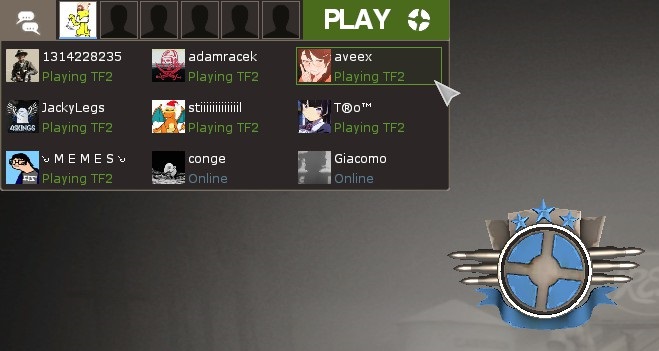 PLAY
1314228235
Playing TF2
adamracek
Playing TF2
aveex
Playing TF2
JackyLegs
Playing TF2
stiiiiiiiiiiiiil
Playing TF2
T®o™
Playing TF2
M E M E S
Playing TF2
conge
Online
Giacomo
Online